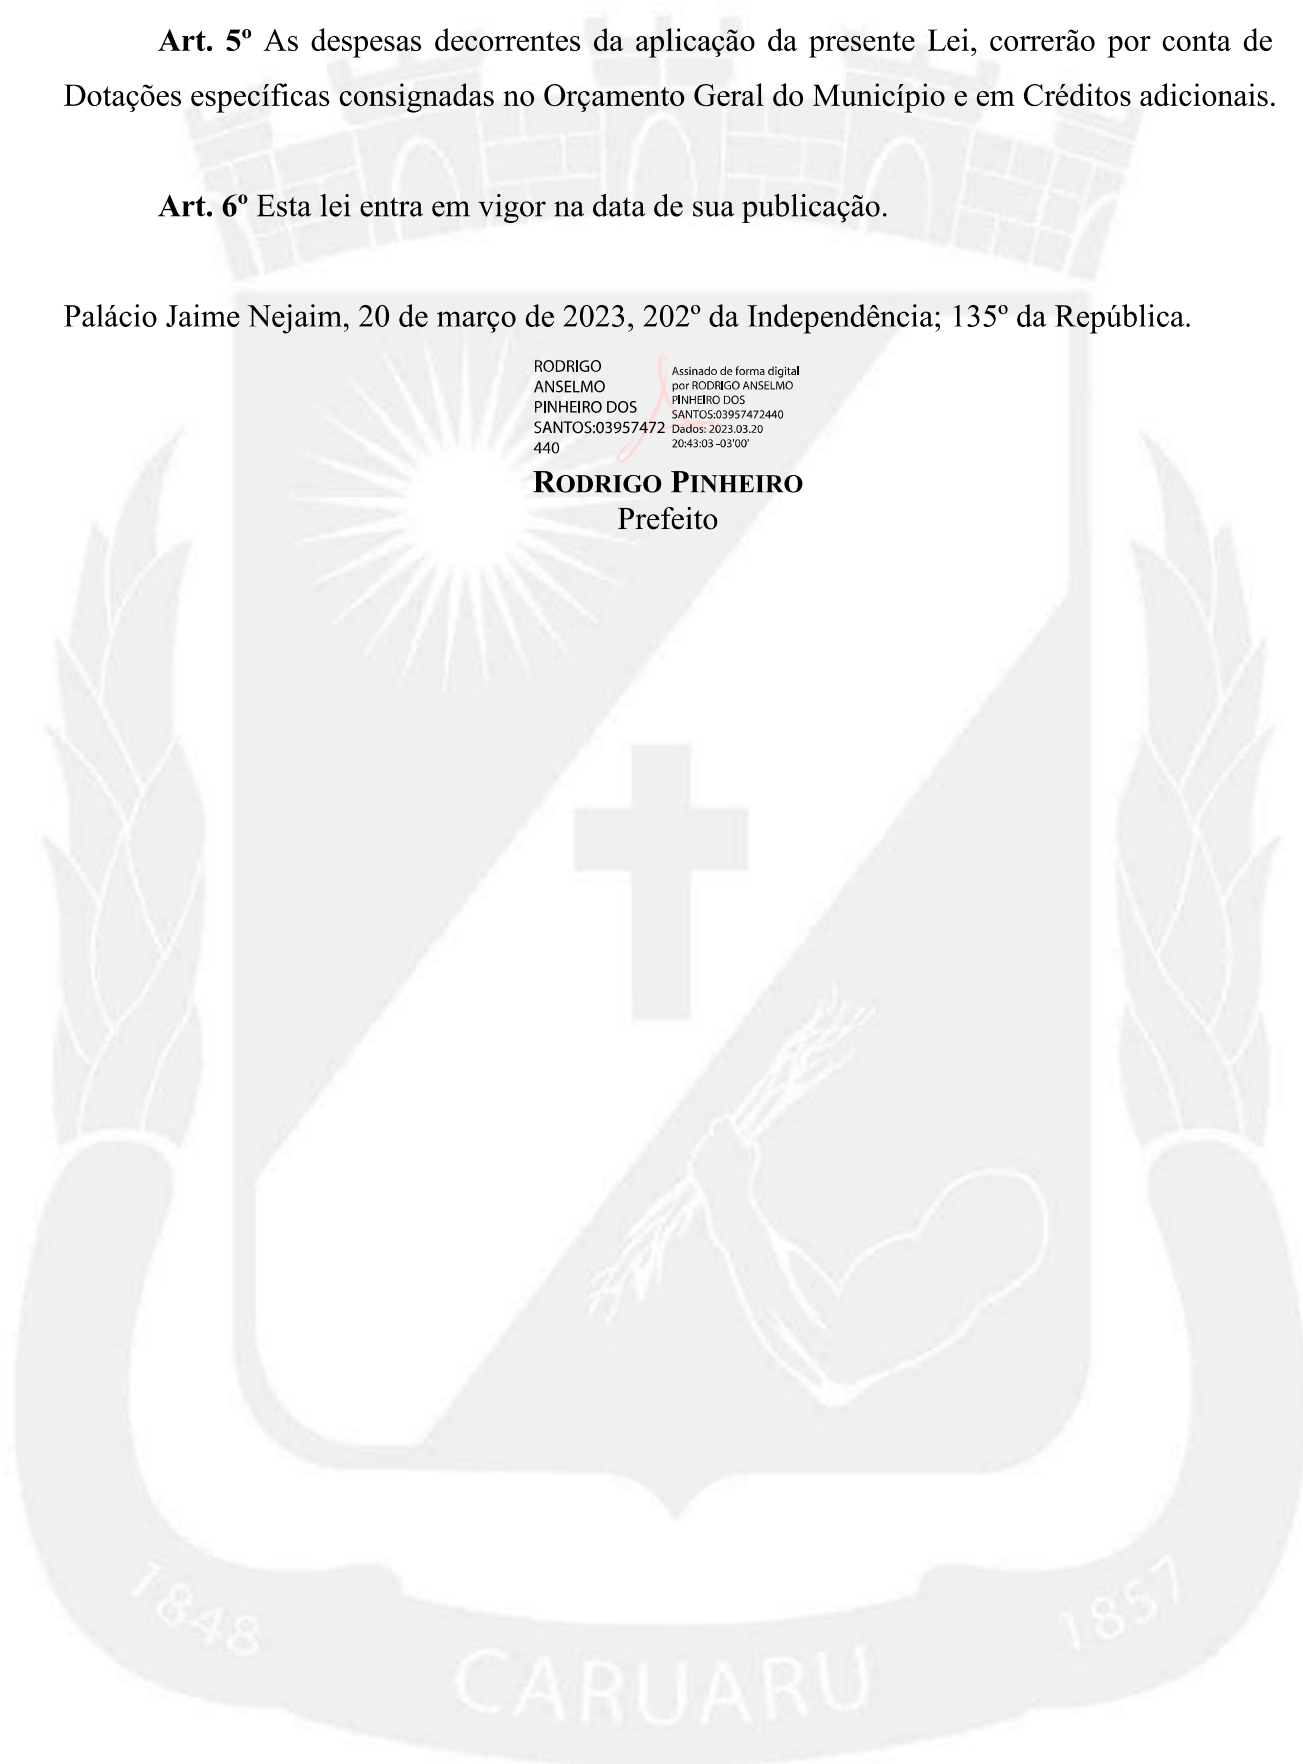 Art. 5º As despesas decorrentes da aplicação da presente Lei, correrão por conta de
Dotações específicas consignadas no Orçamento Geral do Município e em Créditos adicionais.
Art. 6º Esta lei entra em vigor na data de sua publicação.
Palácio Jaime Nejaim, 20 de março de 2023, 202º da Independência; 135º da República.
RODRIGO
ANSELMO
PINHEIRO DOS
SANTOS:03957472
440
Assinado de forma digital
por RODRIGO ANSELMO
PINHEIRO DOS
SANTOS:03957472440
Dados: 2023.03.20
20:43:03 -03'00'
RODRIGO PINHEIRO
Prefeito
1848
CARUARU
1857